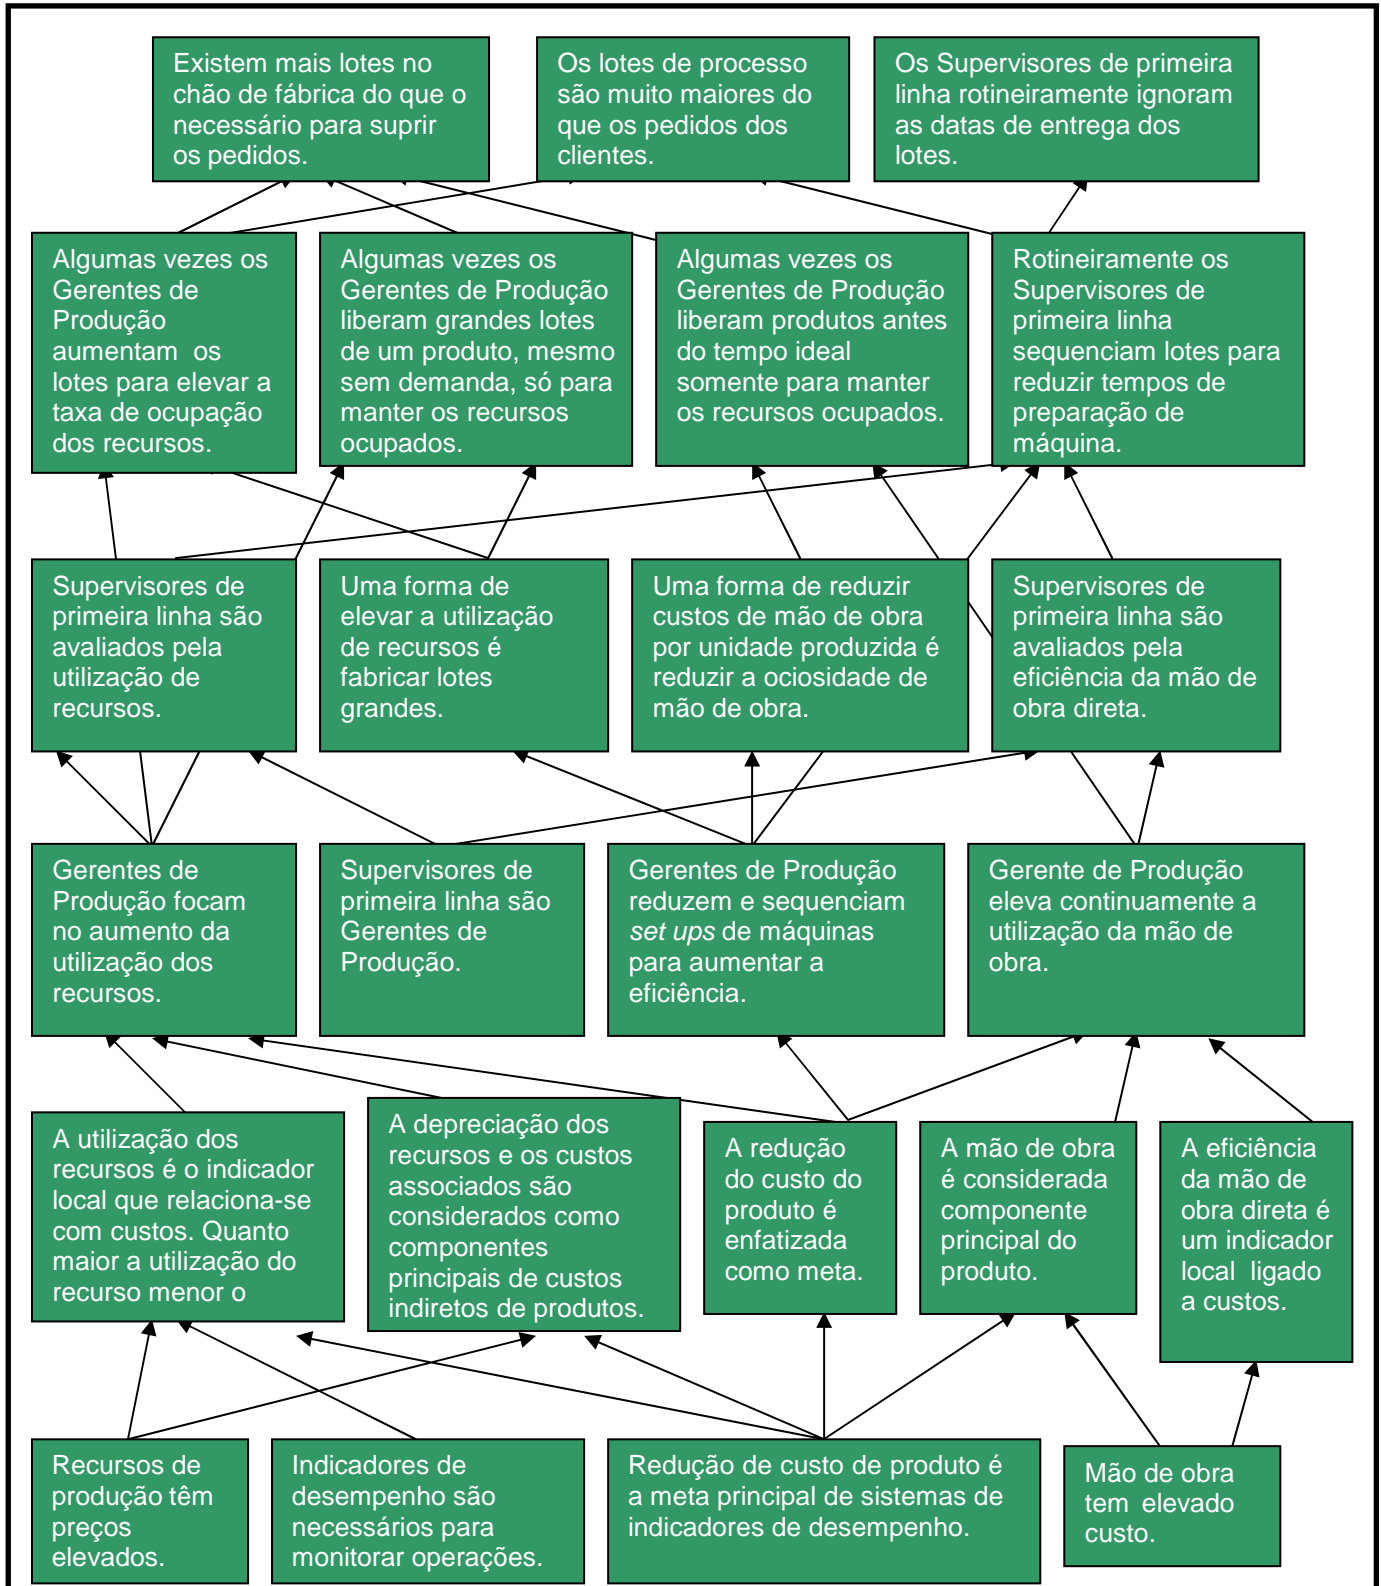 Existem mais lotes no
chão de fábrica do que o
necessário para suprir
os pedidos.
Os lotes de processo
são muito maiores do
que os pedidos dos
clientes.
Os Supervisores de primeira
linha rotineiramente ignoram
as datas de entrega dos
lotes.
Algumas vezes os
Gerentes de
Produção
aumentam os
lotes para elevar a
taxa de ocupação
dos recursos.
Algumas vezes os
Gerentes de Produção
liberam grandes lotes
de um produto, mesmo
sem demanda, só para
manter os recursos
ocupados.
Algumas vezes os
Gerentes de Produção
liberam produtos antes
do tempo ideal
somente para manter
os recursos ocupados.
Rotineiramente os
Supervisores de
primeira linha
sequenciam lotes para
reduzir tempos de
preparação de
máquina.
Supervisores de
primeira linha são
avaliados pela
utilização de
recursos.
Uma forma de
elevar a utilização
de recursos é
fabricar lotes
grandes.
Uma forma de reduzir
custos de mão de obra
por unidade produzida é
reduzir a ociosidade de
mão de obra.
Supervisores de
primeira linha são
avaliados pela
eficiência da mão de
obra direta.
Gerentes de
Produção focam
no aumento da
utilização dos
recursos.
Supervisores de
primeira linha são
Gerentes de
Produção.
Gerentes de Produção
reduzem e sequenciam
set ups de máquinas
para aumentar a
eficiência.
Gerente de Produção
eleva continuamente a
utilização da mão de
obra.
A utilização dos
recursos é o indicador
local que relaciona-se
com custos. Quanto
maior a utilização do
recurso menor o
A depreciação dos
recursos e os custos
associados são
considerados como
componentes
principais de custos
indiretos de produtos.
A redução
do custo do
produto é
enfatizada
como meta.
A mão de obra
é considerada
componente
principal do
produto.
A eficiência
da mão de
obra direta é
um indicador
local ligado
a custos.
Recursos de
produção têm
preços
elevados.
Indicadores de
desempenho são
necessários para
monitorar operações.
Redução de custo de produto é
a meta principal de sistemas de
indicadores de desempenho.
Mão de obra
tem elevado
custo.